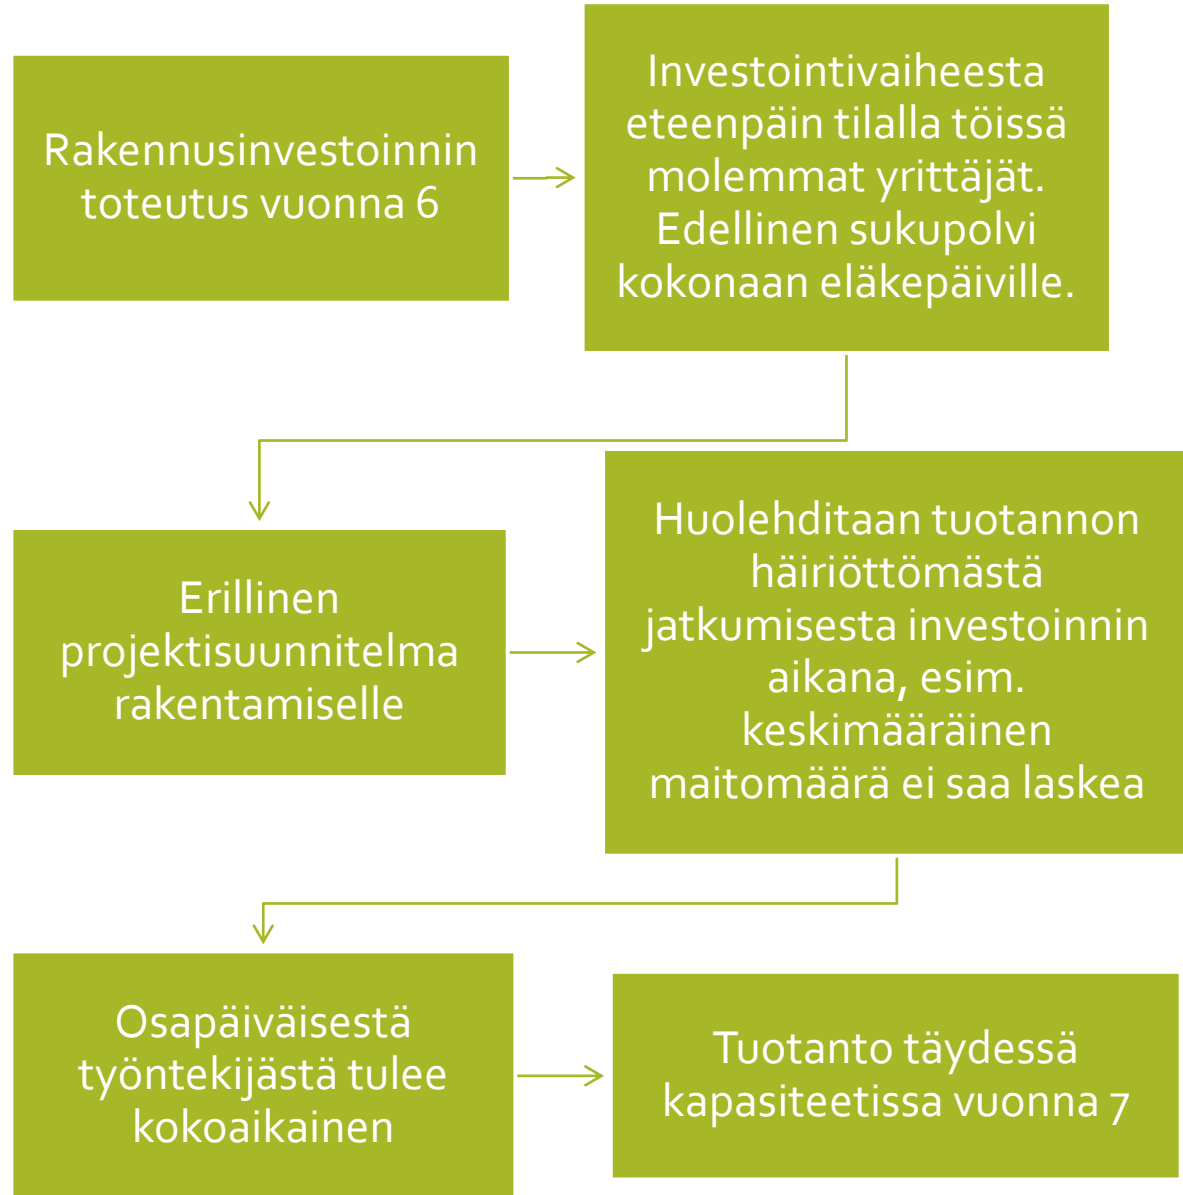 Rakennusinvestoinnin
toteutus vuonna 6
Investointivaiheesta
eteenpäin tilalla töissä
molemmat yrittäjät.
Edellinen sukupolvi
kokonaan eläkepäiville.
Erillinen
projektisuunnitelma
rakentamiselle
Huolehditaan tuotannon
häiriöttömästä
jatkumisesta investoinnin
aikana, esim.
keskimääräinen
maitomäärä ei saa laskea
Osapäiväisestä
työntekijästä tulee
kokoaikainen
Tuotanto täydessä
kapasiteetissa vuonna 7